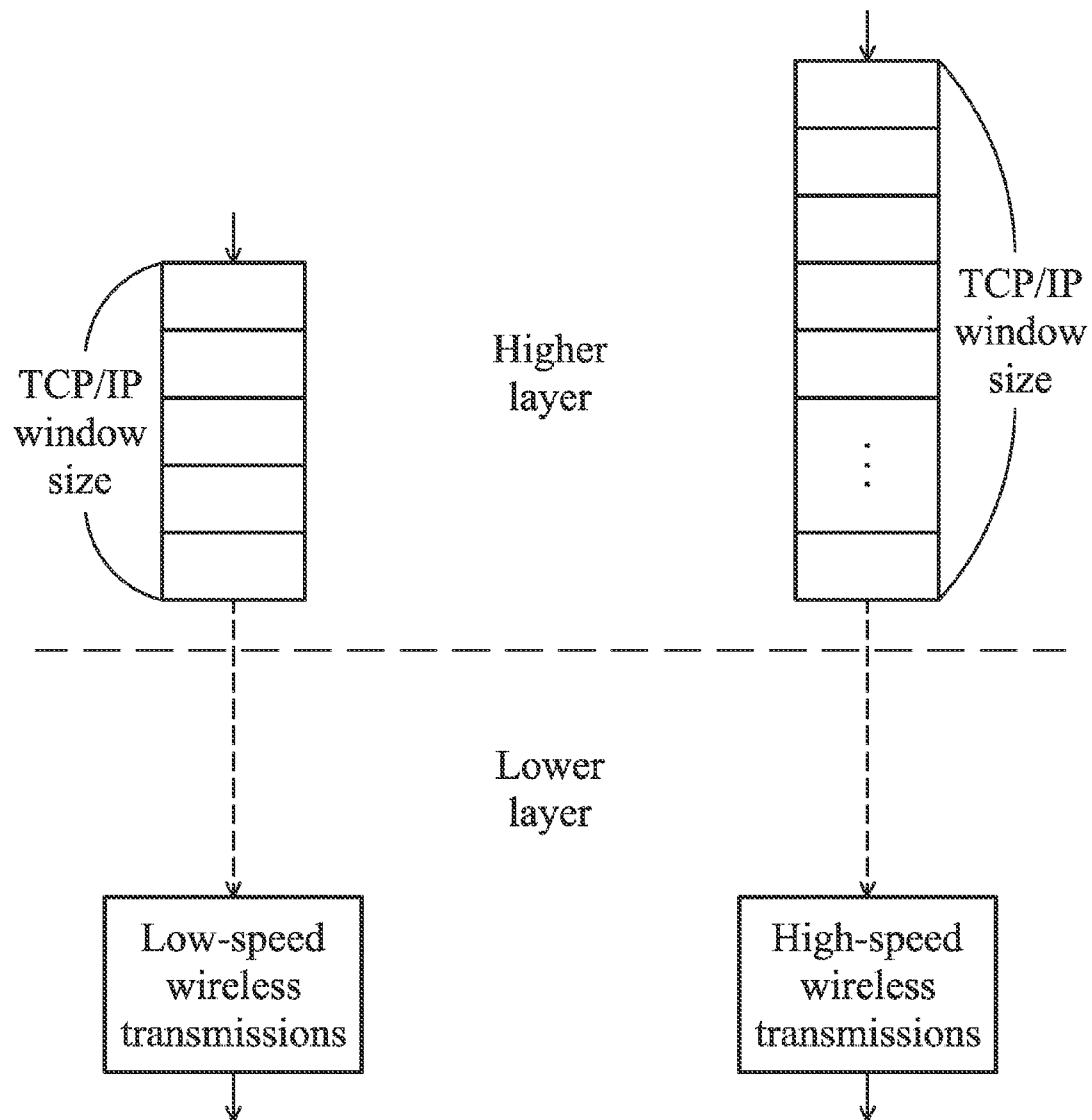 TCP/IP
window
size
Higher
layer
TCP/IP
window
size
Lower
layer
Low-speed
wireless
transmissions
High-speed
wireless
transmissions